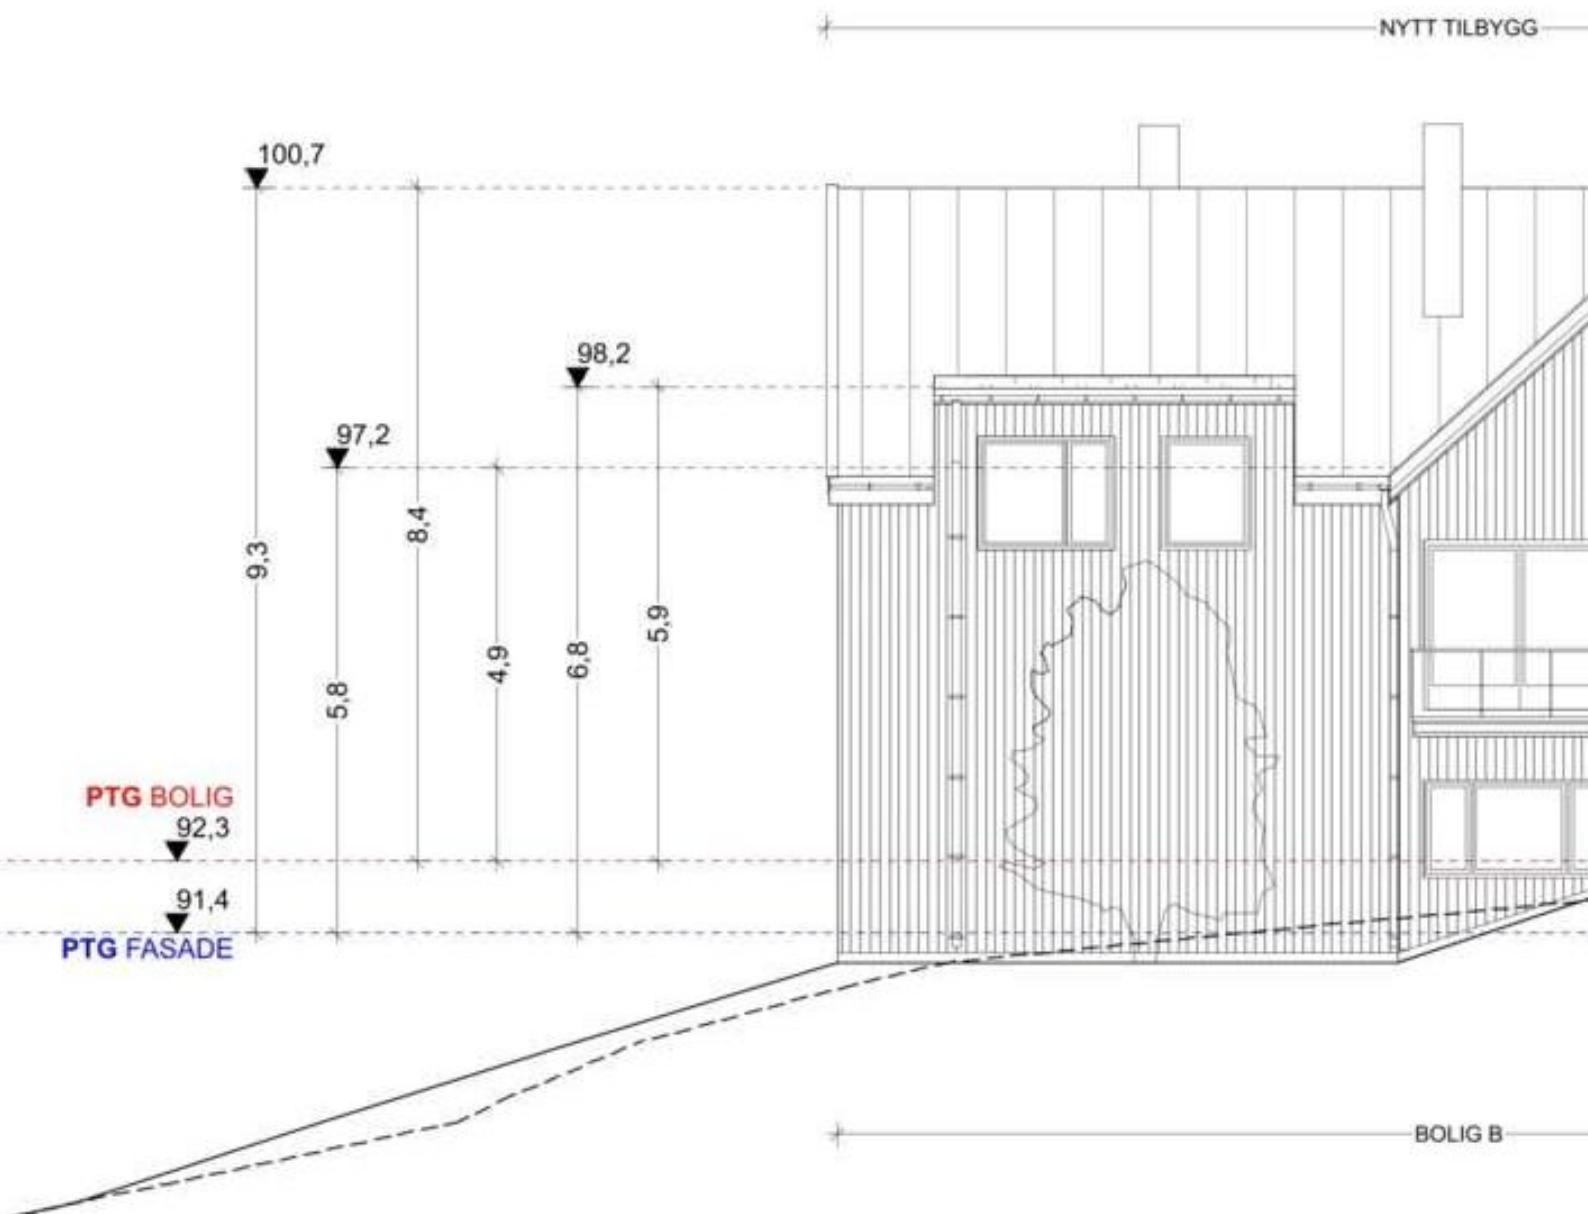 NYTT TILBYGG
100,7
98,2
97,2
8,4
9,3
5,9
4,9
6,8
5,8
PTG BOLIG
92,3
91,4
PTG FASADE
BOLIG B